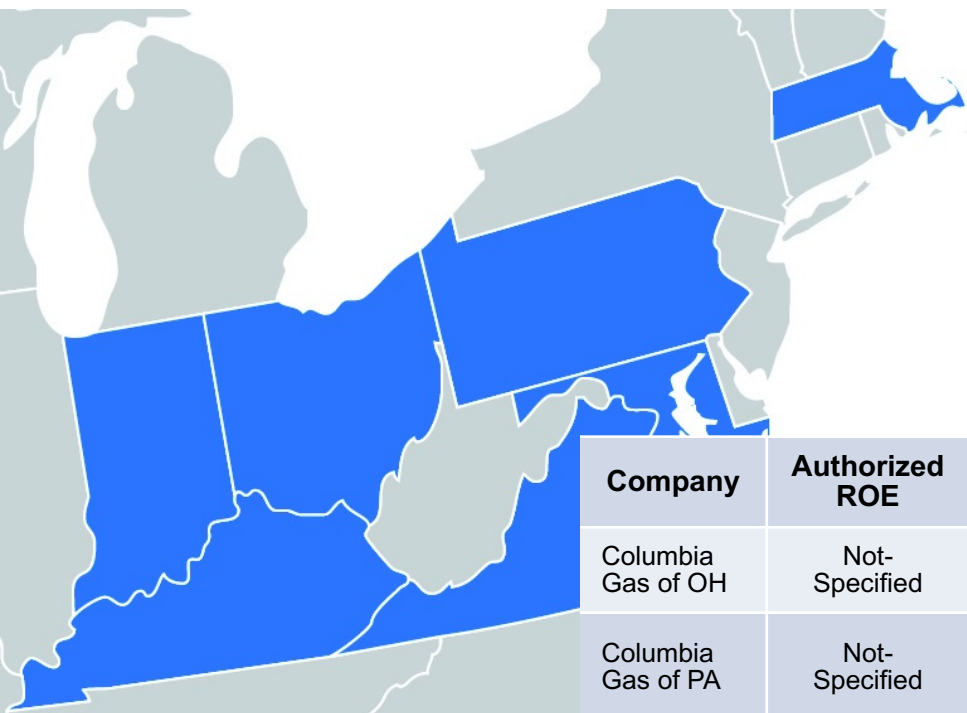 Company
Authorized
ROE
Columbia
Gas of OH
Not-
Specified
Columbia
Gas of PA
Not-
Specified